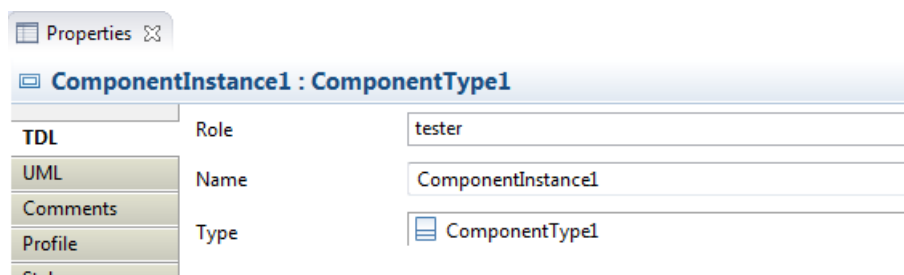 Properties
ComponentInstance1 : ComponentType1
TDL
Role
tester
UML
Name
ComponentInstance1
Comments
Type
ComponentType1
Profile